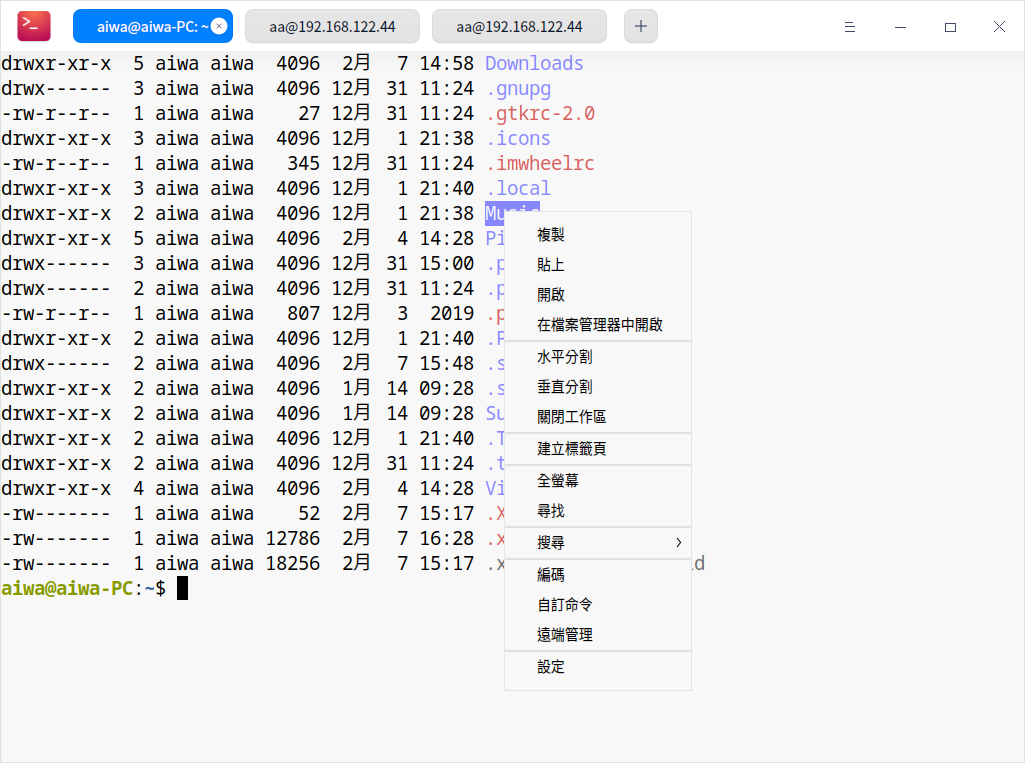 aiwa@aiwa-PC: ~
aa@192.168.122.44
aa@192.168.122.44
drwxr-xr-x 5 aiwa aiwa 4096 2月 7 14:58 Downloads
drwx------ 3 aiwa aiwa 4096 12月 31 11:24 .gnupg
-rw-r--r-- 1 aiwa aiwa 27 12月 31 11:24 .gtkrc-2.0
drwxr-xr-x 3 aiwa aiwa 4096 12月 1 21:38 .icons
-rw-r--r-- 1 aiwa aiwa 345 12月 31 11:24 .imwheelrc
drwxr-xr-x 3 aiwa aiwa 4096 12月 1 21:40 .local
drwxr-xr-x 2 aiwa aiwa 4096 12月 1 21:38 Music
drwxr-xr-x 5 aiwa aiwa 4096 2月 4 14:28 Pi
drwx------ 3 aiwa aiwa 4096 12月 31 15:00 .p
drwx------ 2 aiwa aiwa 4096 12月 31 11:24 .p
-rw-r--r-- 1 aiwa aiwa 807 12月 3 2019 .p
drwxr-xr-x 2 aiwa aiwa 4096 12月 1 21:40 .P
drwx------ 2 aiwa aiwa 4096 2月 7 15:48 .s
drwxr-xr-x 2 aiwa aiwa 4096 1月 14 09:28 .s
drwxr-xr-x 2 aiwa aiwa 4096 1月 14 09:28 Su
drwxr-xr-x 2 aiwa aiwa 4096 12月 1 21:40 .T
drwxr-xr-x 2 aiwa aiwa 4096 12月 31 11:24 .t
drwxr-xr-x 4 aiwa aiwa 4096 2月 4 14:28 Vi
-rw------- 1 aiwa aiwa 52 2月 7 15:17 .X
-rw------- 1 aiwa aiwa 12786 2月 7 16:28 .x
-rw------- 1 aiwa aiwa 18256 2月 7 15:17 .x d
aiwa@aiwa-PC:~$
複製
貼上
開啟
在檔案管理器中開啟
水平分割
垂直分割
關閉工作區
建立標籤頁
全螢幕
尋找
搜尋
編碼
自訂命令
遠端管理
設定